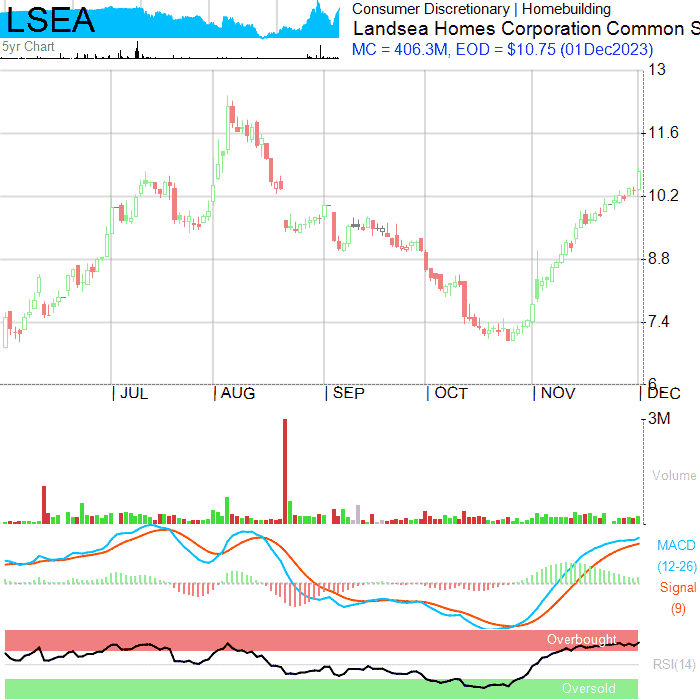 LSEA
5yr Chart
Consumer Discretionary | Homebuilding
Landsea Homes Corporation Common S
MC = 406.3M, EOD = $10.75 (01Dec2023)
13
11.6
10.2
8.8
7.4
6
JUL AUG SEP OCT NOV DEC
3M
Volume
MACD
(12-26)
Signal
(9)
Overbought
RSI(14)
Oversold